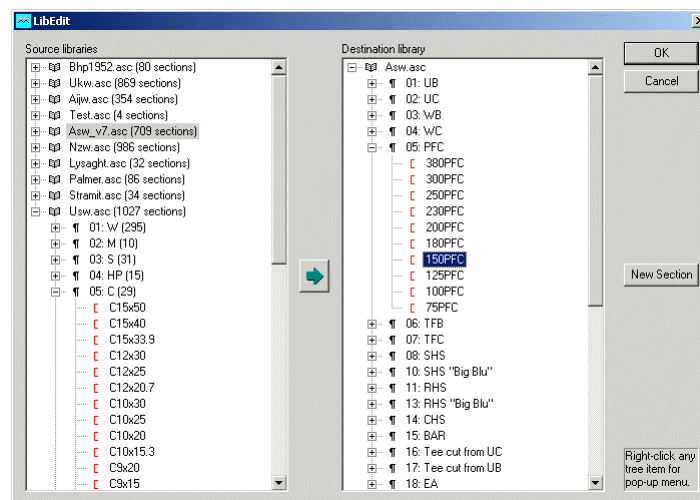 LibEdit
Source libraries
Bhp1952.asc (80 sections)
Ukw.asc (869 sections)
Aijw.asc (354 sections)
Test.asc (4 sections)
Asw_v7.asc (709 sections)
Nzw.asc (986 sections)
Lysaght.asc (32 sections)
Palmer.asc (86 sections)
Stramit.asc (34 sections)
Usw.asc (1027 sections)
¶ 01: W (295)
¶ 02: M (10)
¶ 03: S (31)
¶ 04: HP (15)
¶ 05: C (29)
C15x50
C15x40
C15x33.9
C12x30
C12x25
C12x20.7
C10x30
C10x25
C10x20
C10x15.3
C9x20
C9x15
Destination library
Asw.asc
¶ 01: UB
¶ 02: UC
¶ 03: WB
¶ 04: WC
¶ 05: PFC
380PFC
300PFC
250PFC
230PFC
200PFC
180PFC
150PFC
125PFC
100PFC
75PFC
¶ 06: TFB
¶ 07: TFC
¶ 08: SHS
¶ 10: SHS "Big Blu"
¶ 11: RHS
¶ 13: RHS "Big Blu"
¶ 14: CHS
¶ 15: BAR
¶ 16: Tee cut from UC
¶ 17: Tee cut from UB
¶ 18: EA
OK
Cancel
New Section
Right-click any
tree item for
pop-up menu.